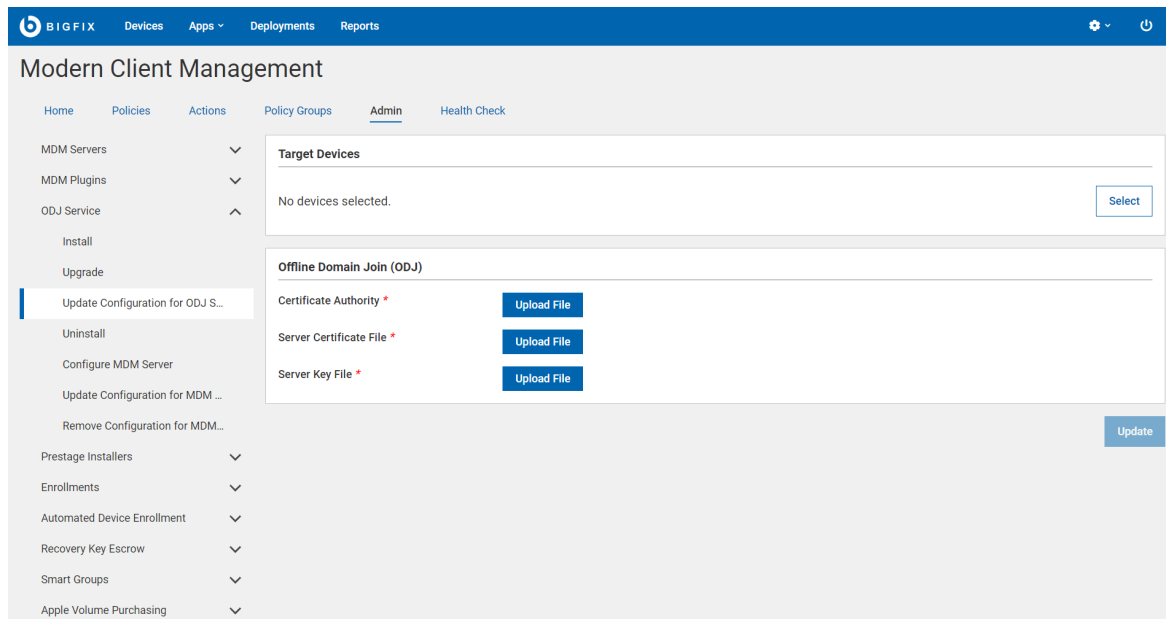 BIGFIX Devices Apps Deployments Reports
Modern Client Management
Home Policies Actions Policy Groups Admin Health Check
MDM Servers
MDM Plugins
ODJ Service
Install
Upgrade
Update Configuration for ODJ S...
Uninstall
Configure MDM Server
Update Configuration for MDM ...
Remove Configuration for MDM...
Prestage Installers
Enrollments
Automated Device Enrollment
Recovery Key Escrow
Smart Groups
Apple Volume Purchasing
Target Devices
No devices selected. Select
Offline Domain Join (ODJ)
Certificate Authority * Upload File
Server Certificate File * Upload File
Server Key File * Upload File
Update